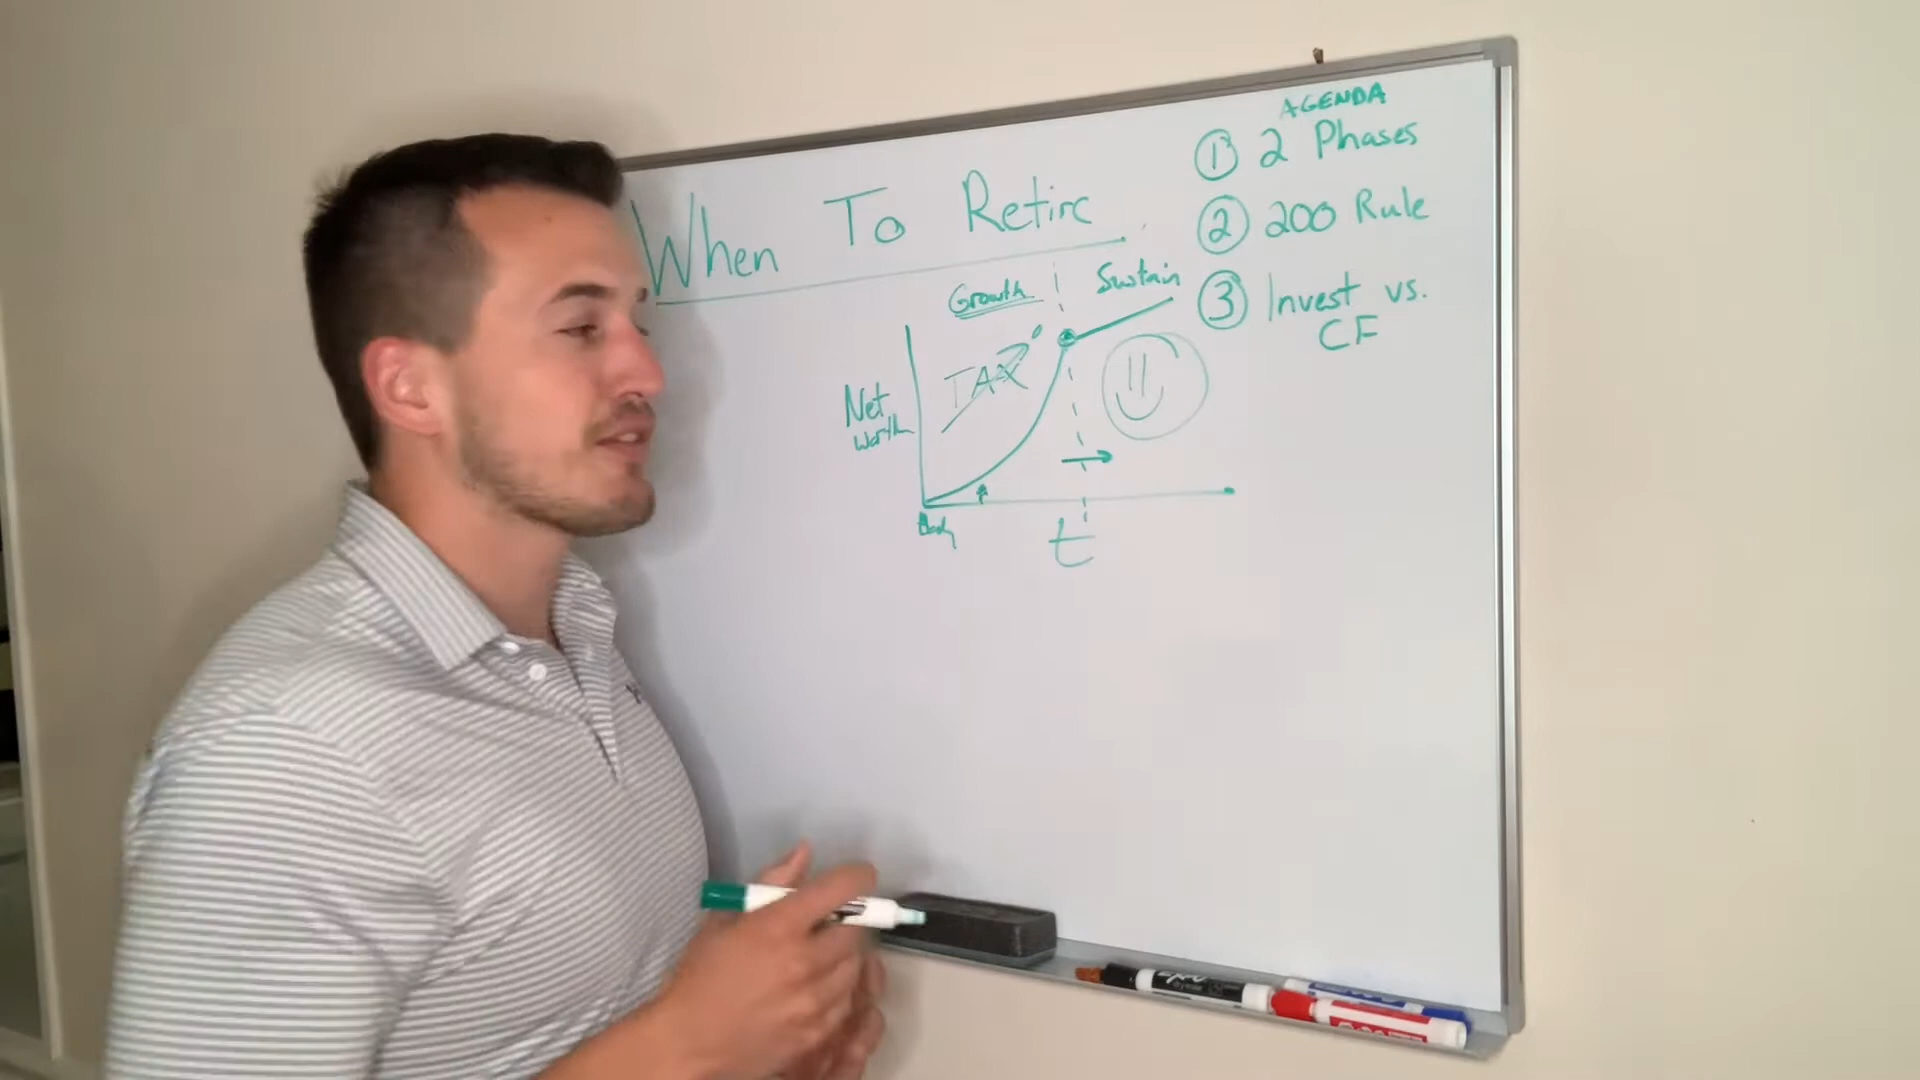 AGENDA
① 2 Phases
② 200 Rule
③ Invest vs.
CF
When To Retire
Growth
Sustain
TAX
Net
Worth
t
EXPO